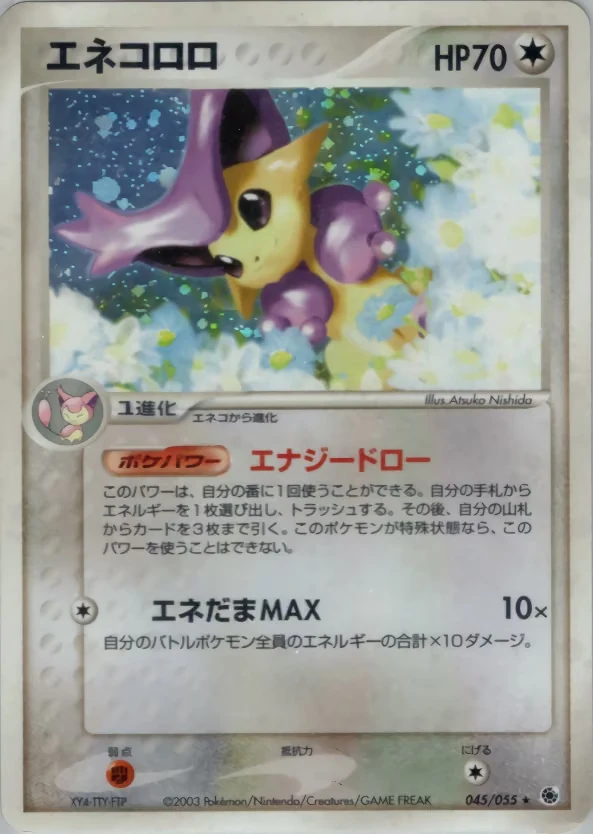 エネコロロ HP70
Illus. Atsuko Nishida
1進化
エネコから進化
ポケパワー エナジードロー
このパワーは、自分の番に1回使うことができる。自分の手札から
エネルギーを1枚選び出し、トラッシュする。その後、自分の山札
からカードを3枚まで引く。このポケモンが特殊状態なら、この
パワーを使うことはできない。
エネだまMAX 10×
自分のバトルポケモン全員のエネルギーの合計×10ダメージ。
弱点 抵抗力 にげる
©2003 Pokémon/Nintendo/Creatures/GAME FREAK
045/055 ★